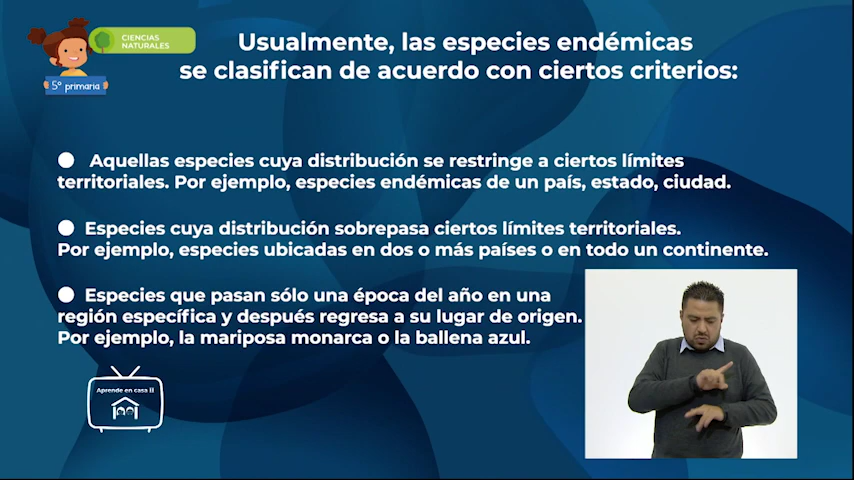 CIENCIAS
NATURALES
5° primaria
Usualmente, las especies endémicas
se clasifican de acuerdo con ciertos criterios:
● Aquellas especies cuya distribución se restringe a ciertos límites
territoriales. Por ejemplo, especies endémicas de un país, estado, ciudad.
● Especies cuya distribución sobrepasa ciertos límites territoriales.
Por ejemplo, especies ubicadas en dos o más países o en todo un continente.
● Especies que pasan sólo una época del año en una
región específica y después regresa a su lugar de origen.
Por ejemplo, la mariposa monarca o la ballena azul.
Aprende en casa II